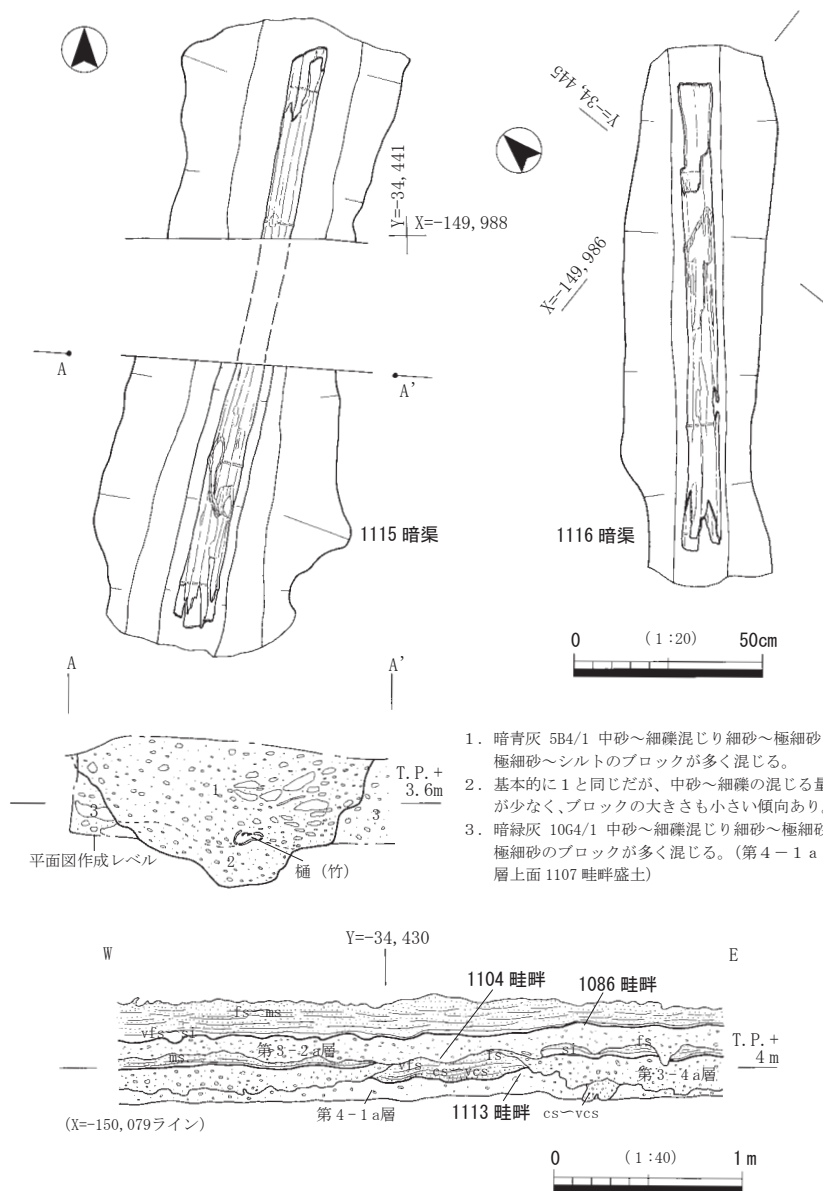 Y=-34,441
X=-149,988
Y=-34,445
X=-149,986
A
A'
1115 暗渠
1116 暗渠
0 (1:20) 50cm
A
A'
1
2
3
3
T.P.+
3.6m
平面図作成レベル
樋（竹）
1. 暗青灰 5B4/1 中砂～細礫混じり細砂～極細砂
極細砂～シルトのブロックが多く混じる。
2. 基本的に１と同じだが、中砂～細礫の混じる量
が少なく、ブロックの大きさも小さい傾向あり。
3. 暗緑灰 10G4/1 中砂～細礫混じり細砂～極細砂
極細砂のブロックが多く混じる。（第４－１ａ
層上面 1107 畦畔盛土）
W
Y=-34,430
E
1104 畦畔
1086 畦畔
fs～ms
vfs～si
第3-2a層
ms
vfs
fs
cs～vcs
si
fs
T.P.+
4m
第3-4a層
第4-1a層
1113 畦畔
cs～vcs
(X=-150,079ライン)
0 (1:40) 1m